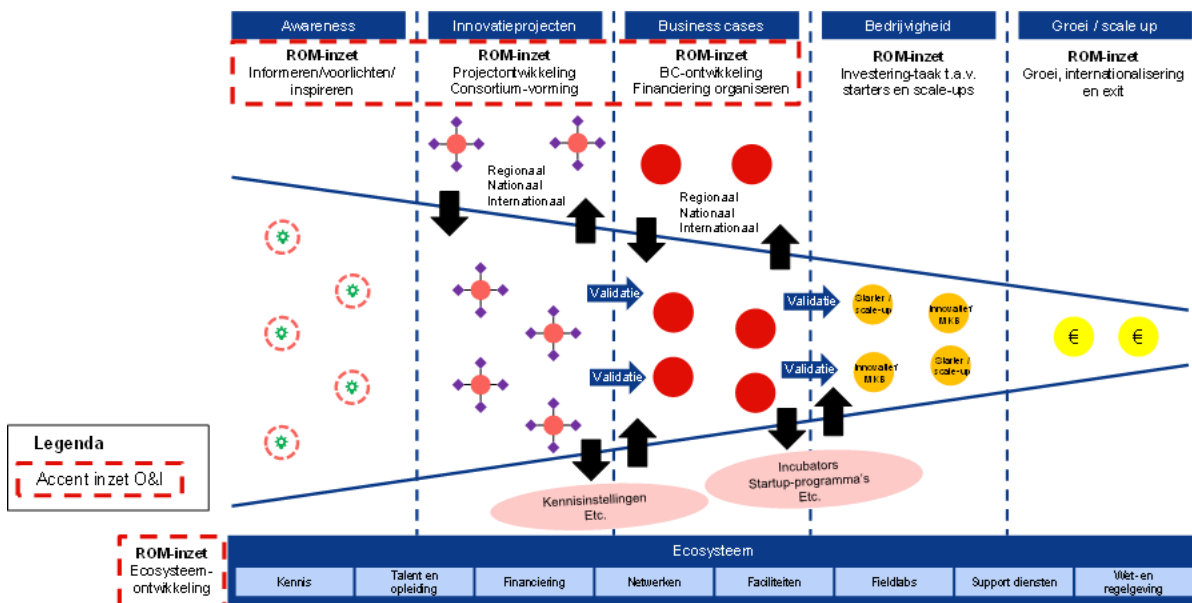 Awareness
Innovatieprojecten
Business cases
Bedrijvigheid
Groei / scale up
ROM-inzet
Informeren/voorlichten/
inspireren
ROM-inzet
Projectontwikkeling
Consortium-vorming
ROM-inzet
BC-ontwikkeling
Financiering organiseren
ROM-inzet
Investering-taak t.a.v.
starters en scale-ups
ROM-inzet
Groei, internationalisering
en exit
Regionaal
Nationaal
Internationaal
Regionaal
Nationaal
Internationaal
Validatie
Validatie
Starter /
scale-up
Innovatief
MKB
€
€
Validatie
Validatie
Innovatief
MKB
Starter /
scale-up
Legenda
Accent inzet O&I
Kennisinstellingen
Etc.
Incubators
Startup-programma's
Etc.
ROM-inzet
Ecosysteem-
ontwikkeling
Ecosysteem
Kennis
Talent en
opleiding
Financiering
Netwerken
Faciliteiten
Fieldlabs
Support diensten
Wet- en
regelgeving